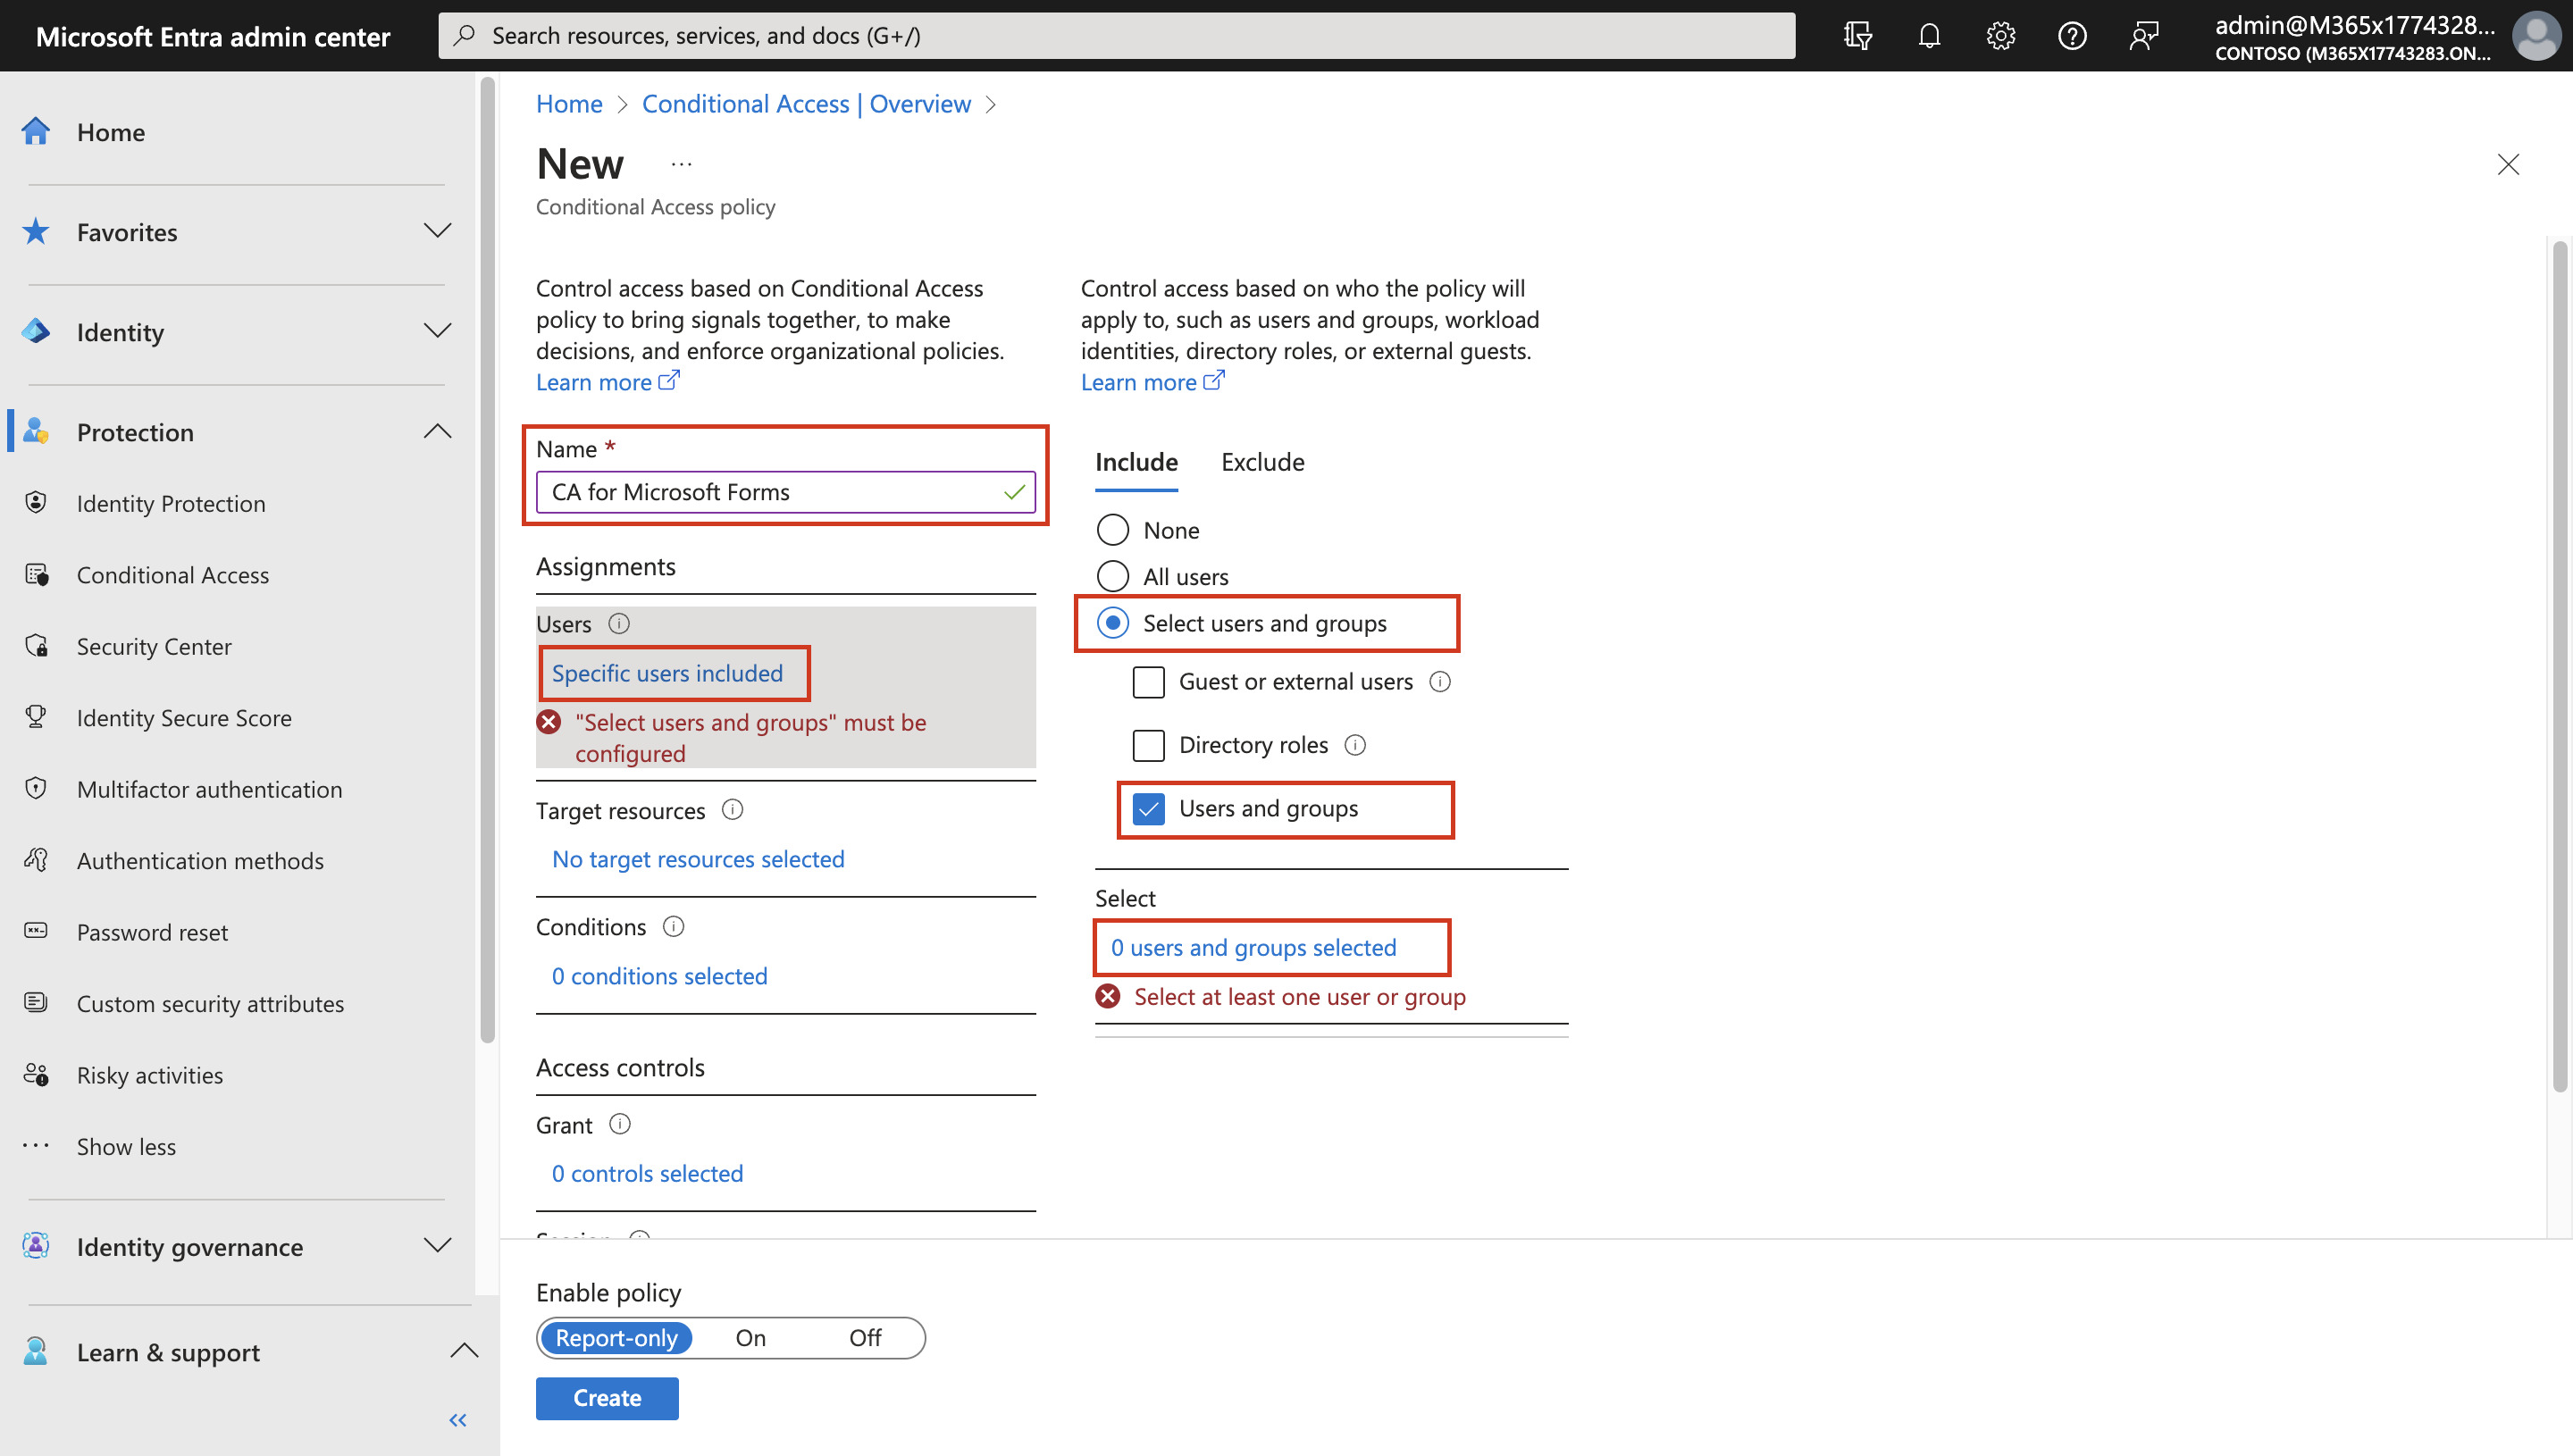 Microsoft Entra admin center
Search resources, services, and docs (G+/)
admin@M365x1774328...
CONTOSO (M365X17743283.ON...
Home
Favorites
Identity
Protection
Identity Protection
Conditional Access
Security Center
Identity Secure Score
Multifactor authentication
Authentication methods
Password reset
Custom security attributes
Risky activities
Show less
Identity governance
Learn & support
Home > Conditional Access | Overview >
New ...
Conditional Access policy
Control access based on Conditional Access
policy to bring signals together, to make
decisions, and enforce organizational policies.
Learn more
Name *
CA for Microsoft Forms
Assignments
Users
Specific users included
"Select users and groups" must be
configured
Target resources
No target resources selected
Conditions
0 conditions selected
Access controls
Grant
0 controls selected
Control access based on who the policy will
apply to, such as users and groups, workload
identities, directory roles, or external guests.
Learn more
Include Exclude
None
All users
Select users and groups
Guest or external users
Directory roles
Users and groups
Select
0 users and groups selected
Select at least one user or group
Enable policy
Report-only On Off
Create